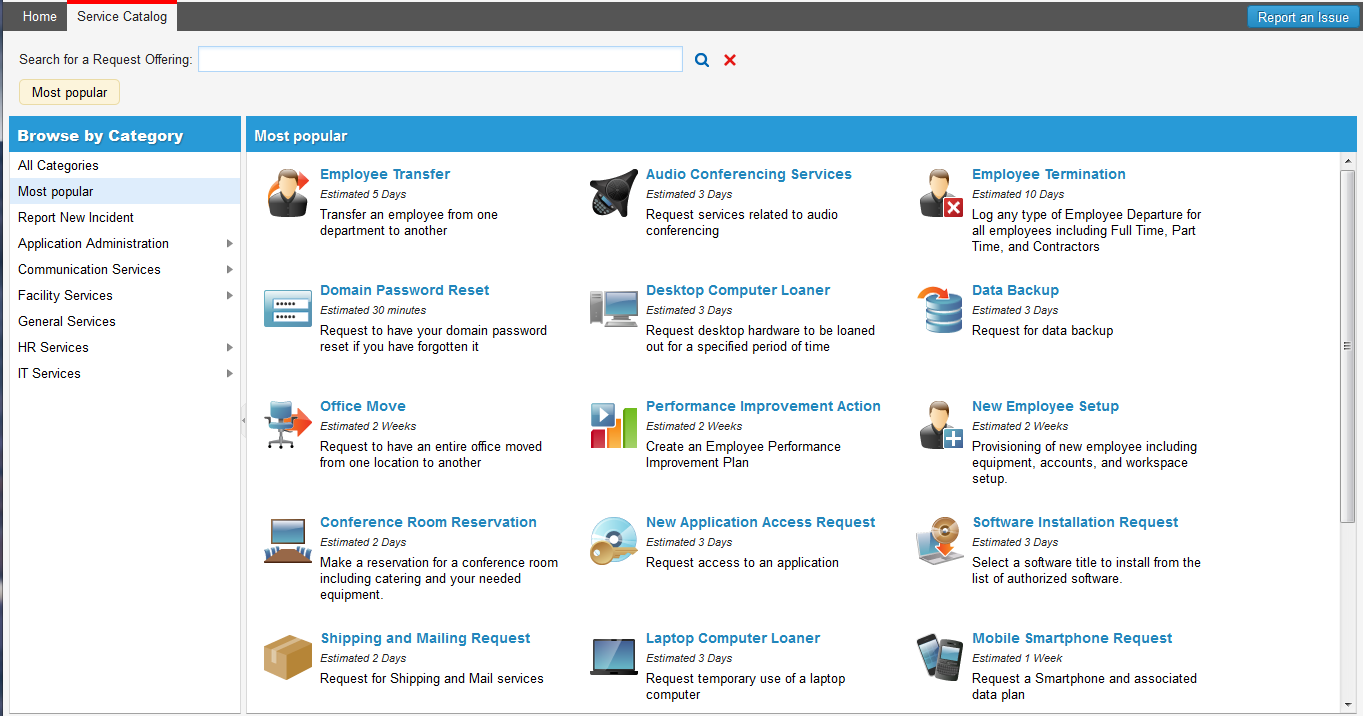 Home
Service Catalog
Report an Issue
Search for a Request Offering:
Most popular
Browse by Category
All Categories
Most popular
Report New Incident
Application Administration
Communication Services
Facility Services
General Services
HR Services
IT Services
Most popular
Employee Transfer
Estimated 5 Days
Transfer an employee from one
department to another
Audio Conferencing Services
Estimated 3 Days
Request services related to audio
conferencing
Employee Termination
Estimated 10 Days
Log any type of Employee Departure for
all employees including Full Time, Part
Time, and Contractors
Domain Password Reset
Estimated 30 minutes
Request to have your domain password
reset if you have forgotten it
Desktop Computer Loaner
Estimated 3 Days
Request desktop hardware to be loaned
out for a specified period of time
Data Backup
Estimated 3 Days
Request for data backup
Office Move
Estimated 2 Weeks
Request to have an entire office moved
from one location to another
Performance Improvement Action
Estimated 2 Weeks
Create an Employee Performance
Improvement Plan
New Employee Setup
Estimated 2 Weeks
Provisioning of new employee including
equipment, accounts, and workspace
setup.
Conference Room Reservation
Estimated 2 Days
Make a reservation for a conference room
including catering and your needed
equipment.
New Application Access Request
Estimated 3 Days
Request access to an application
Software Installation Request
Estimated 3 Days
Select a software title to install from the
list of authorized software.
Shipping and Mailing Request
Estimated 2 Days
Request for Shipping and Mail services
Laptop Computer Loaner
Estimated 3 Days
Request temporary use of a laptop
computer
Mobile Smartphone Request
Estimated 1 Week
Request a Smartphone and associated
data plan